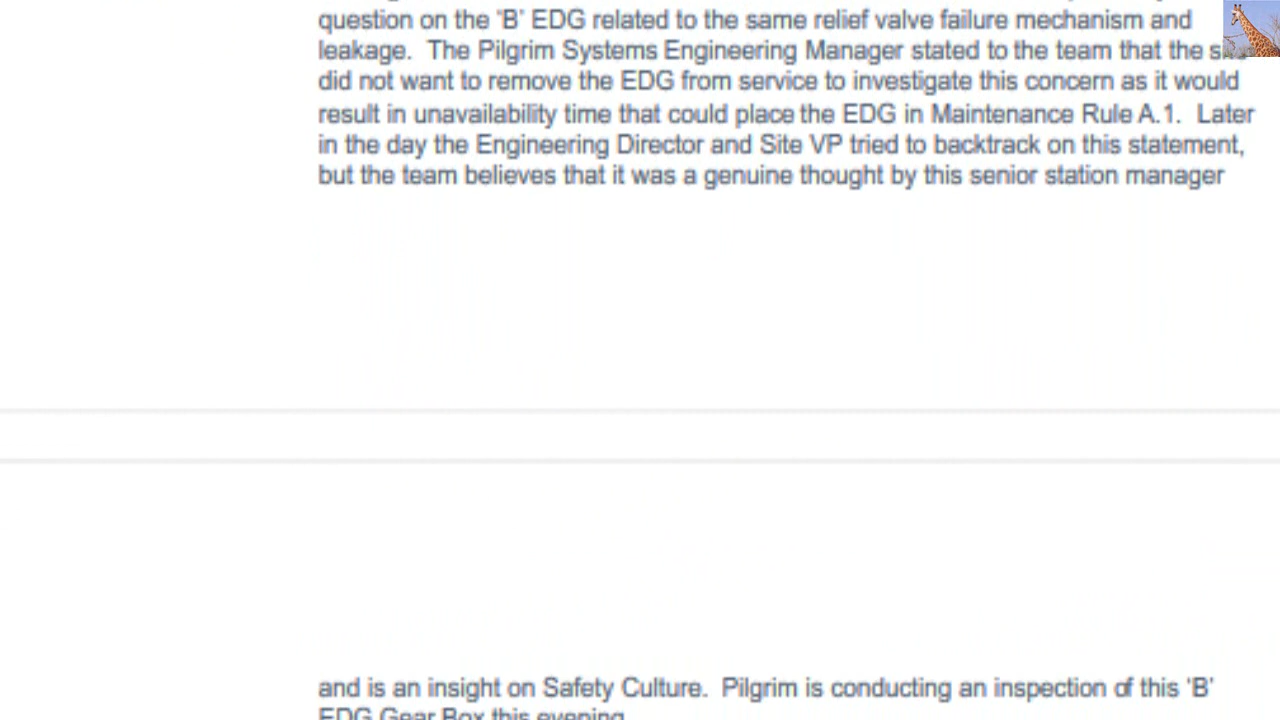 question on the 'B' EDG related to the same relief valve failure mechanism and
leakage. The Pilgrim Systems Engineering Manager stated to the team that the
did not want to remove the EDG from service to investigate this concern as it would
result in unavailability time that could place the EDG in Maintenance Rule A.1. Later
in the day the Engineering Director and Site VP tried to backtrack on this statement,
but the team believes that it was a genuine thought by this senior station manager
and is an insight on Safety Culture. Pilgrim is conducting an inspection of this 'B'
EDG Gear Box this evening